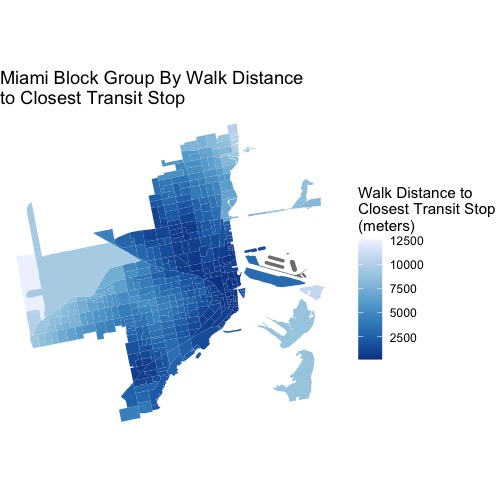 Miami Block Group By Walk Distance
to Closest Transit Stop
Walk Distance to
Closest Transit Stop
(meters)
12500
10000
7500
5000
2500